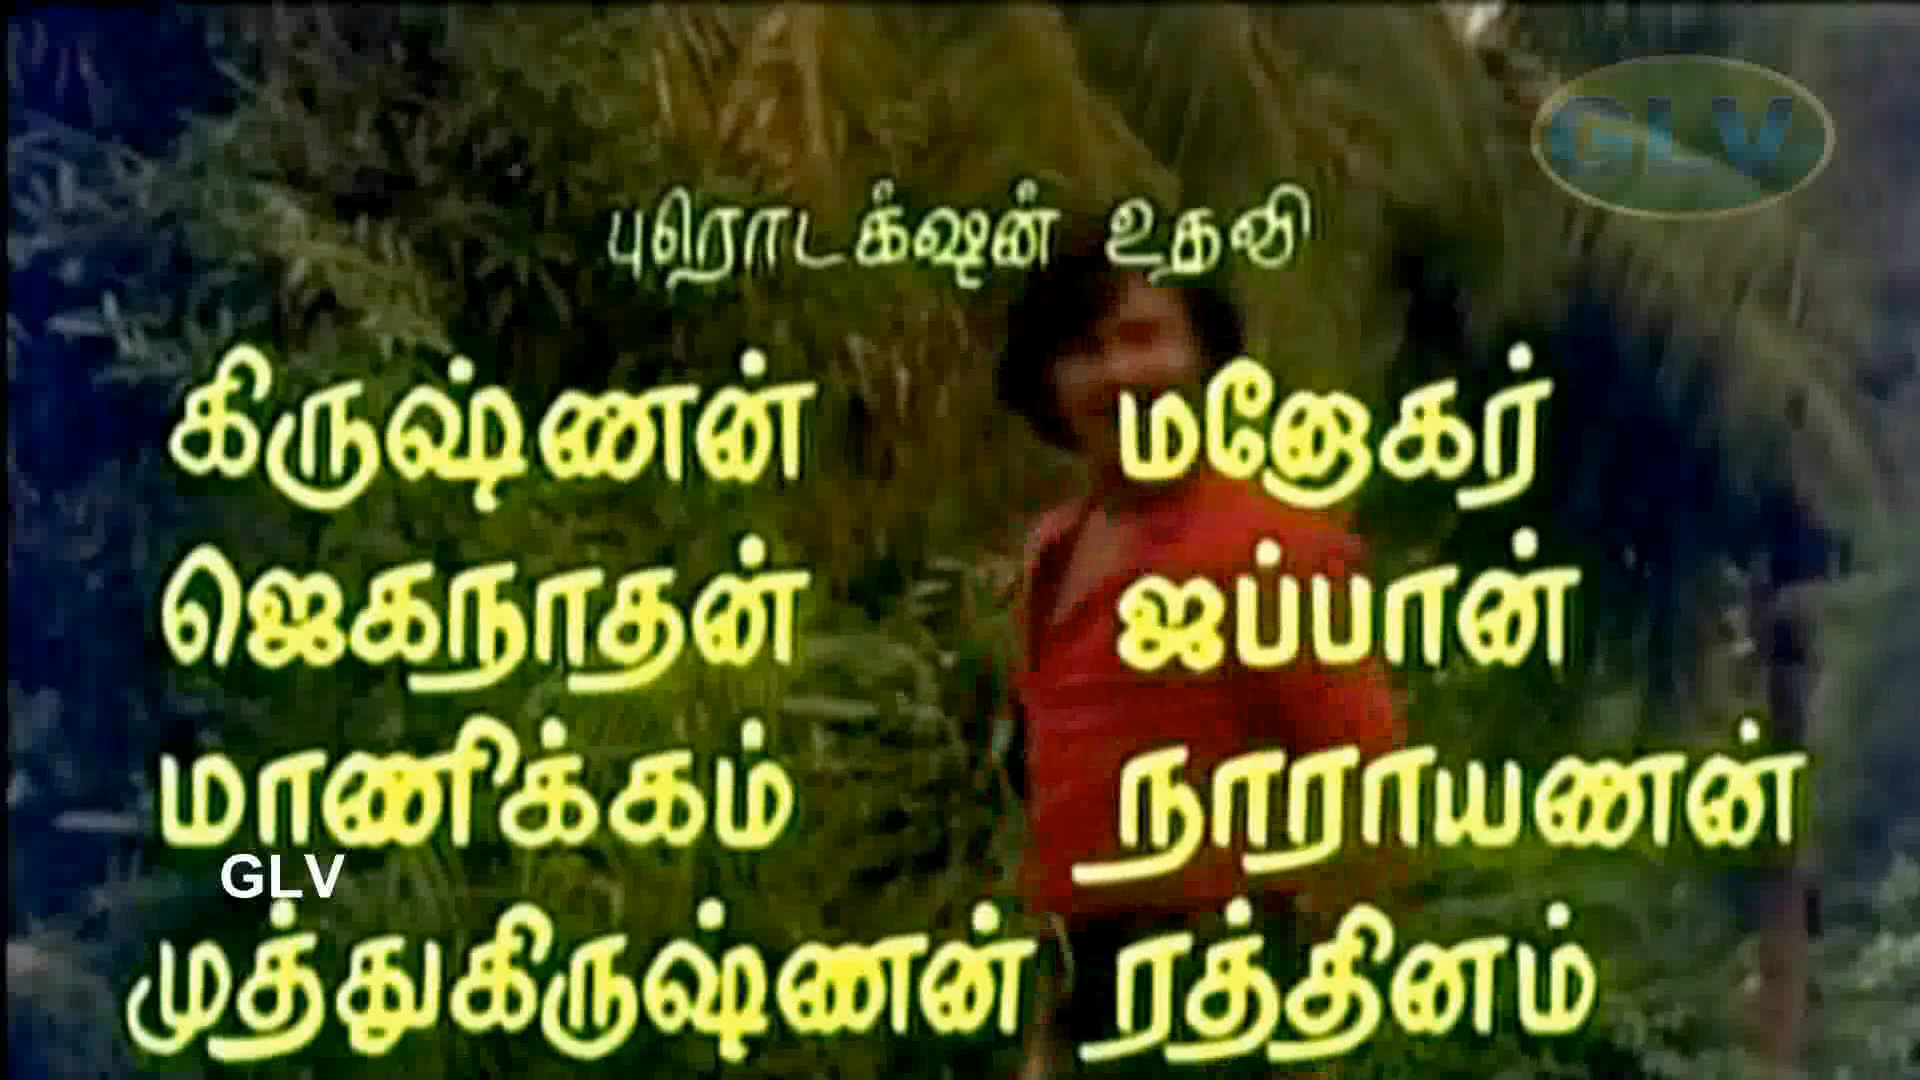 GLV
புரொடக்ஷன் உதவி
கிருஷ்ணன் மனோகர்
ஜெகநாதன் ஜப்பான்
மாணிக்கம் நாராயணன்
GLV
முத்துகிருஷ்ணன் ரத்தினம்